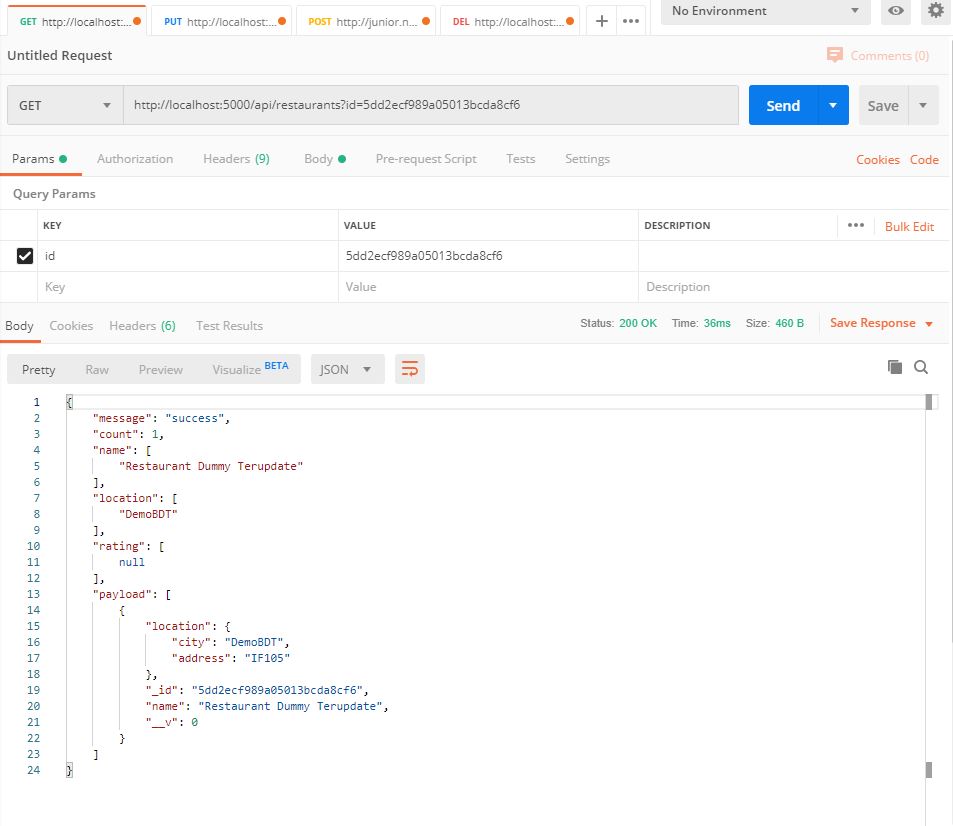 GET http://localhost:... PUT http://localhost:... POST http://junior.n... DEL http://localhost:... + ••• No Environment
Untitled Request Comments (0)
GET http://localhost:5000/api/restaurants?id=5dd2ecf989a05013bcda8cf6 Send Save
Params Authorization Headers (9) Body Pre-request Script Tests Settings Cookies Code
Query Params
KEY VALUE DESCRIPTION ••• Bulk Edit
id 5dd2ecf989a05013bcda8cf6
Key Value Description
Body Cookies Headers (6) Test Results Status: 200 OK Time: 36ms Size: 460 B Save Response
Pretty Raw Preview Visualize BETA JSON
1 {
2 "message": "success",
3 "count": 1,
4 "name": [
5 "Restaurant Dummy Terupdate"
6 ],
7 "location": [
8 "DemoBDT"
9 ],
10 "rating": [
11 null
12 ],
13 "payload": [
14 {
15 "location": {
16 "city": "DemoBDT",
17 "address": "IF105"
18 },
19 "_id": "5dd2ecf989a05013bcda8cf6",
20 "name": "Restaurant Dummy Terupdate",
21 "__v": 0
22 }
23 ]
24 }